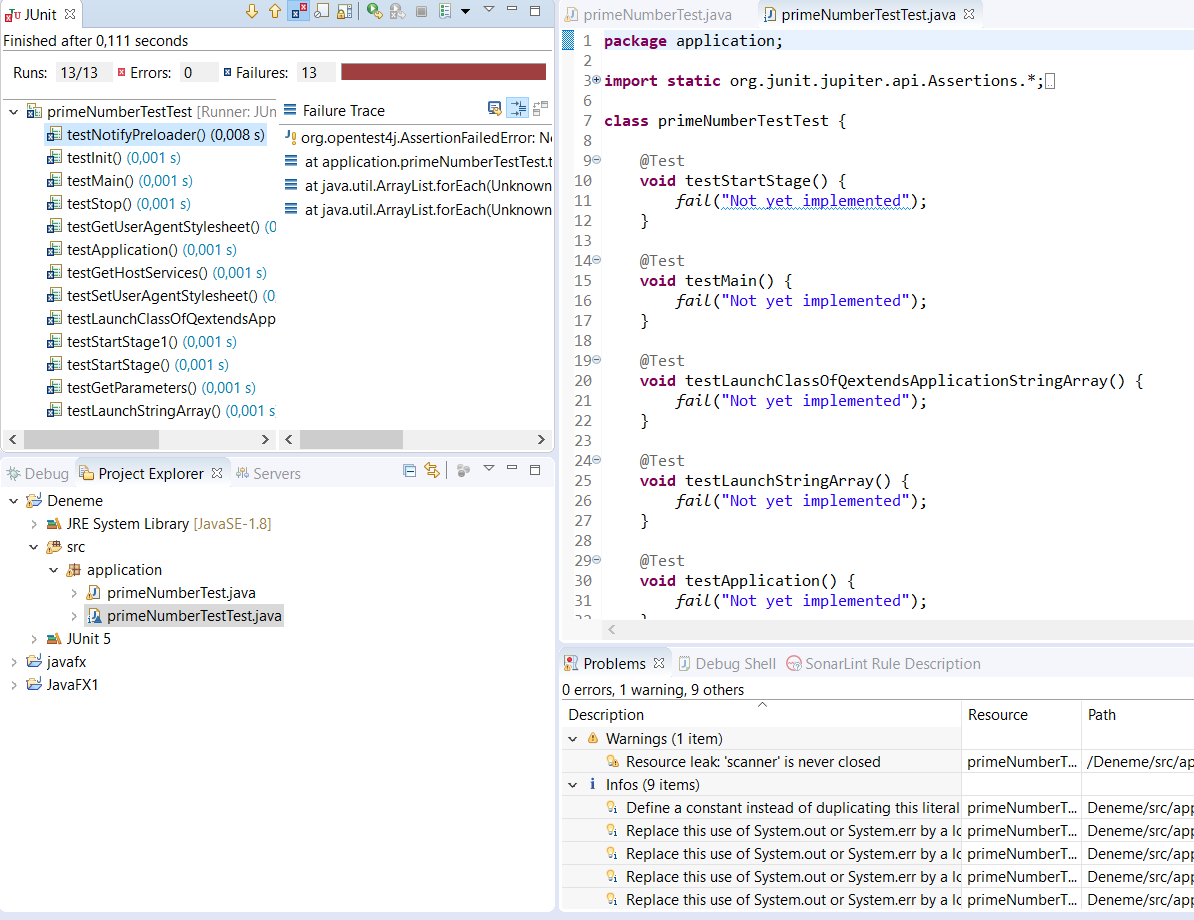 JUnit
Finished after 0,111 seconds
Runs: 13/13 Errors: 0 Failures: 13
primeNumberTestTest [Runner: JUn
testNotifyPreloader() (0,008 s)
testInit() (0,001 s)
testMain() (0,001 s)
testStop() (0,001 s)
testGetUserAgentStylesheet() (0
testApplication() (0,001 s)
testGetHostServices() (0,001 s)
testSetUserAgentStylesheet() (0,
testLaunchClassOfQextendsApp
testStartStage1() (0,001 s)
testStartStage() (0,001 s)
testGetParameters() (0,001 s)
testLaunchStringArray() (0,001 s
Failure Trace
org.opentest4j.AssertionFailedError: No
at application.primeNumberTestTest.t
at java.util.ArrayList.forEach(Unknown
at java.util.ArrayList.forEach(Unknown
Debug Project Explorer Servers
Deneme
JRE System Library [JavaSE-1.8]
src
application
primeNumberTest.java
primeNumberTestTest.java
JUnit 5
javafx
JavaFX1
primeNumberTest.java primeNumberTestTest.java
1 package application;
2
3 import static org.junit.jupiter.api.Assertions.*;
6
7 class primeNumberTestTest {
8
9 @Test
10 void testStartStage() {
11 fail("Not yet implemented");
12 }
13
14 @Test
15 void testMain() {
16 fail("Not yet implemented");
17 }
18
19 @Test
20 void testLaunchClassOfQextendsApplicationStringArray() {
21 fail("Not yet implemented");
22 }
23
24 @Test
25 void testLaunchStringArray() {
26 fail("Not yet implemented");
27 }
28
29 @Test
30 void testApplication() {
31 fail("Not yet implemented");
32 }
Problems Debug Shell SonarLint Rule Description
0 errors, 1 warning, 9 others
Description Resource Path
Warnings (1 item)
Resource leak: 'scanner' is never closed primeNumberT... /Deneme/src/app
Infos (9 items)
Define a constant instead of duplicating this literal primeNumberT... Deneme/src/app
Replace this use of System.out or System.err by a lo primeNumberT... Deneme/src/app
Replace this use of System.out or System.err by a lo primeNumberT... Deneme/src/app
Replace this use of System.out or System.err by a lo primeNumberT... Deneme/src/app
Replace this use of System.out or System.err by a lo primeNumberT... Deneme/src/app